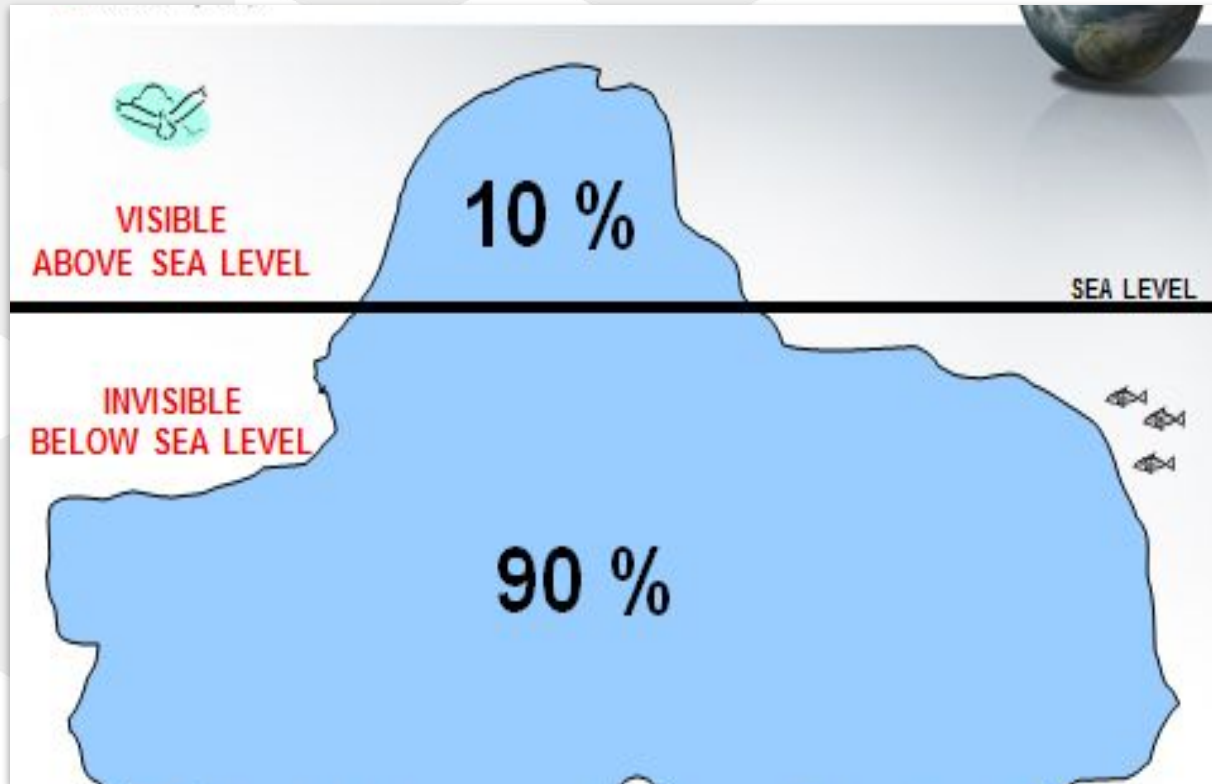 10 %
VISIBLE
ABOVE SEA LEVEL
SEA LEVEL
INVISIBLE
BELOW SEA LEVEL
90 %